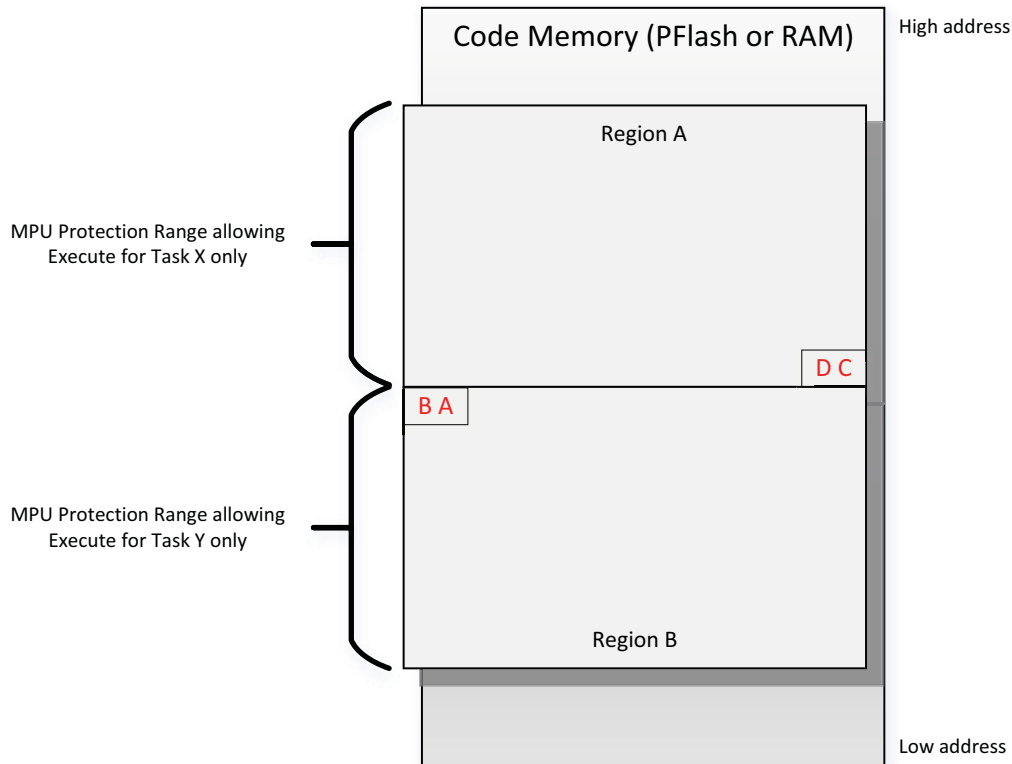 Code Memory (PFlash or RAM)
High address
Region A
MPU Protection Range allowing
Execute for Task X only
D C
B A
MPU Protection Range allowing
Execute for Task Y only
Region B
Low address